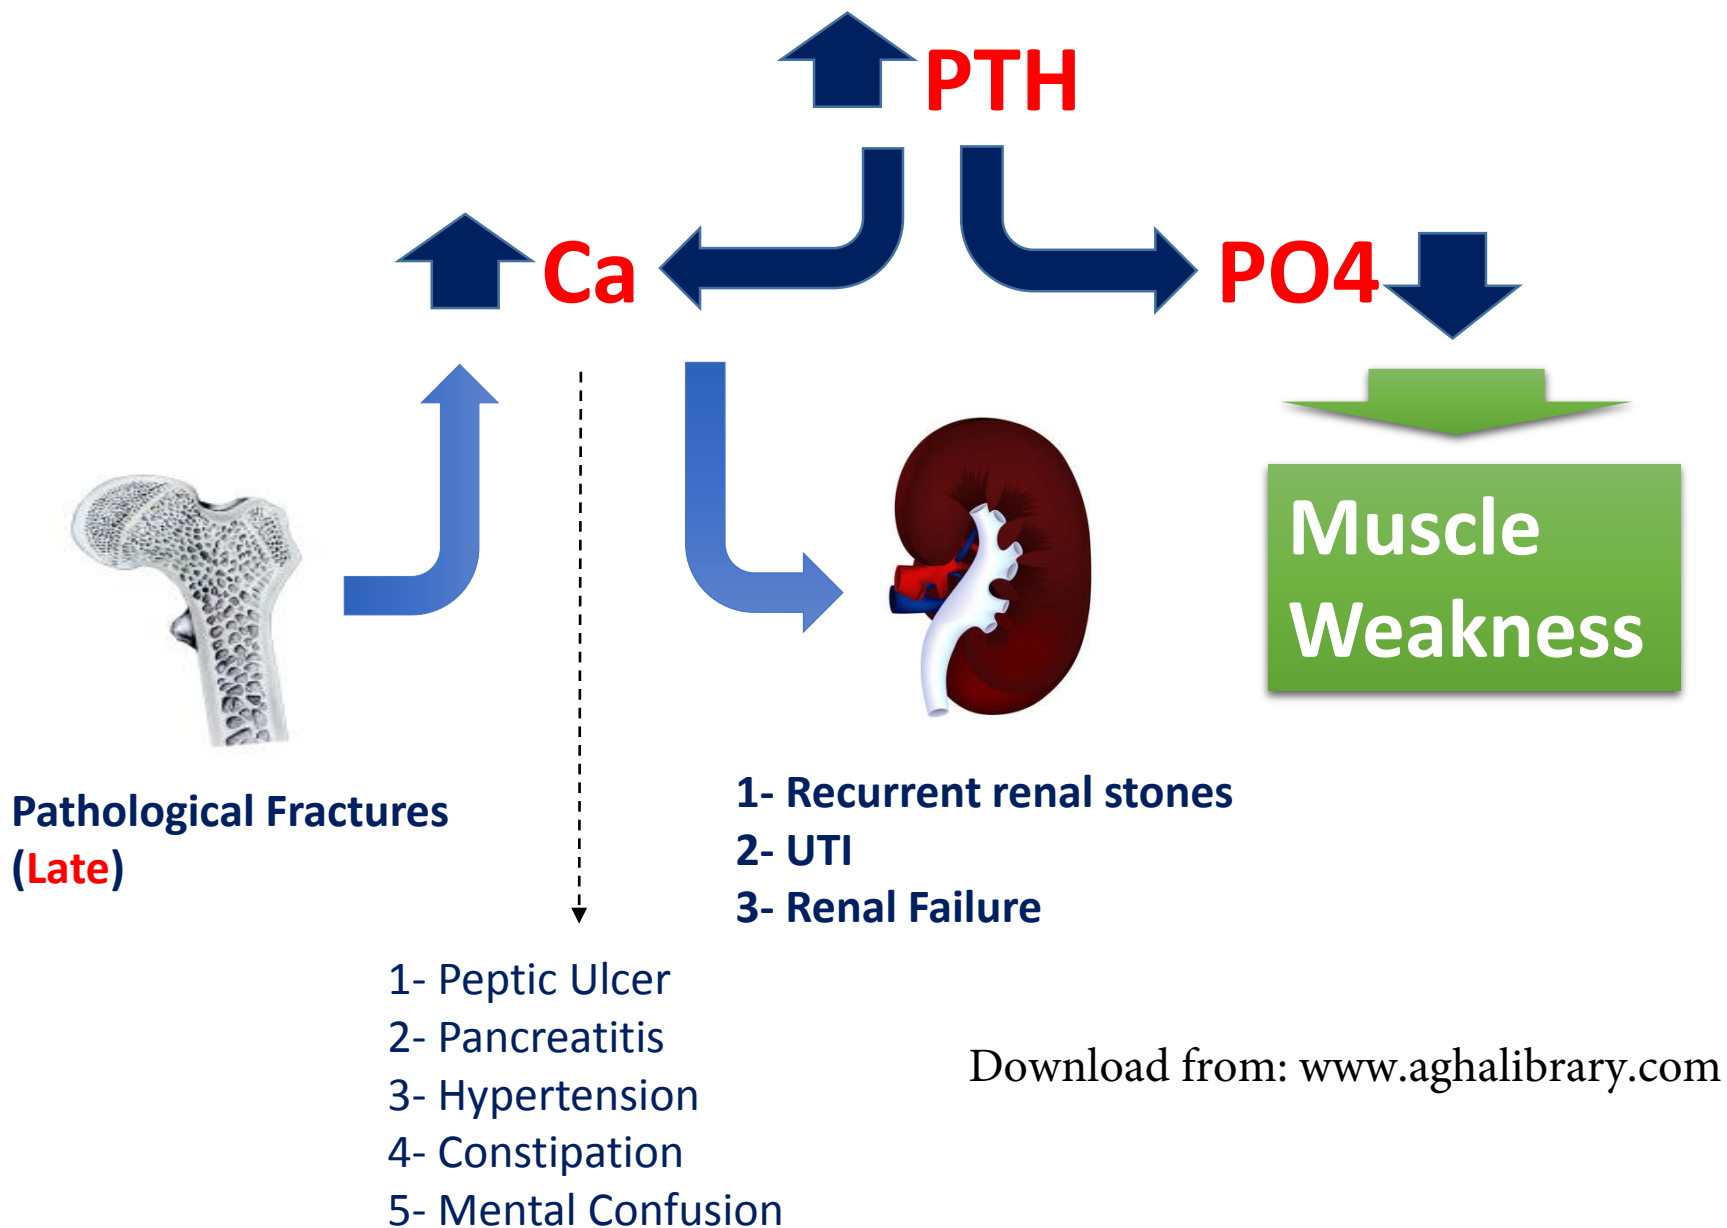 PTH
Ca
PO4
Muscle
Weakness
Pathological Fractures
(Late)
1- Recurrent renal stones
2- UTI
3- Renal Failure
1- Peptic Ulcer
2- Pancreatitis
3- Hypertension
4- Constipation
5- Mental Confusion
Download from: www.aghalibrary.com